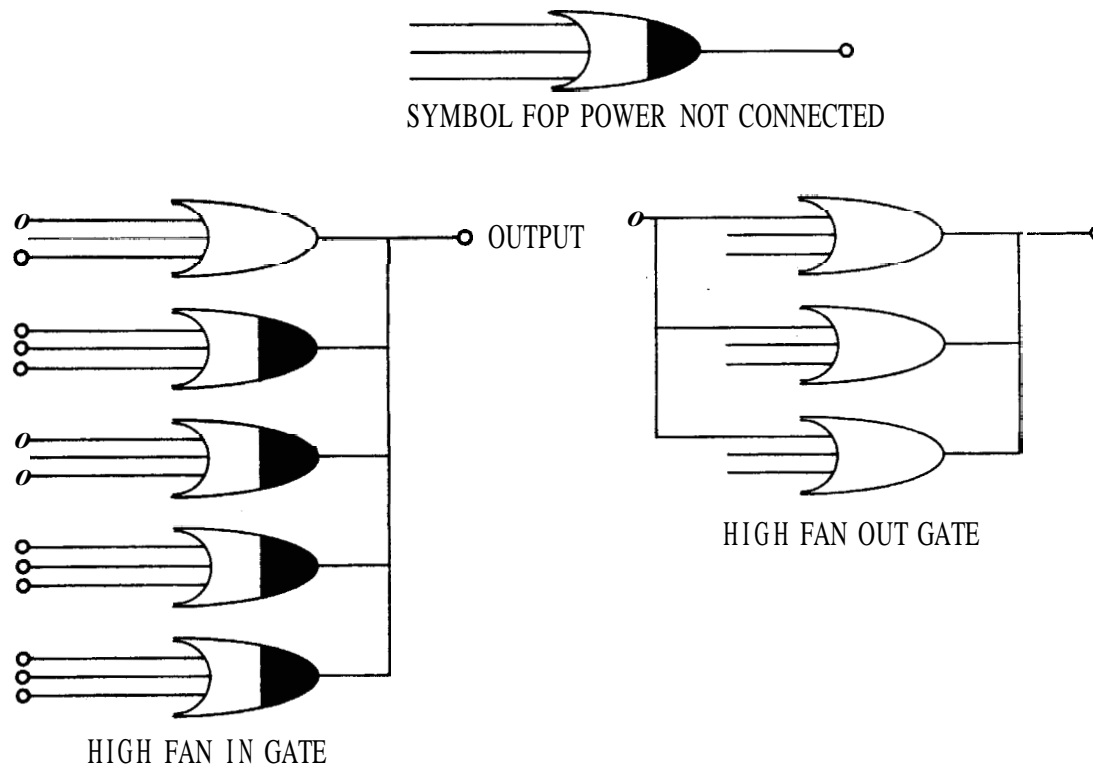 SYMBOL FOP POWER NOT CONNECTED
OUTPUT
HIGH FAN OUT GATE
HIGH FAN IN GATE